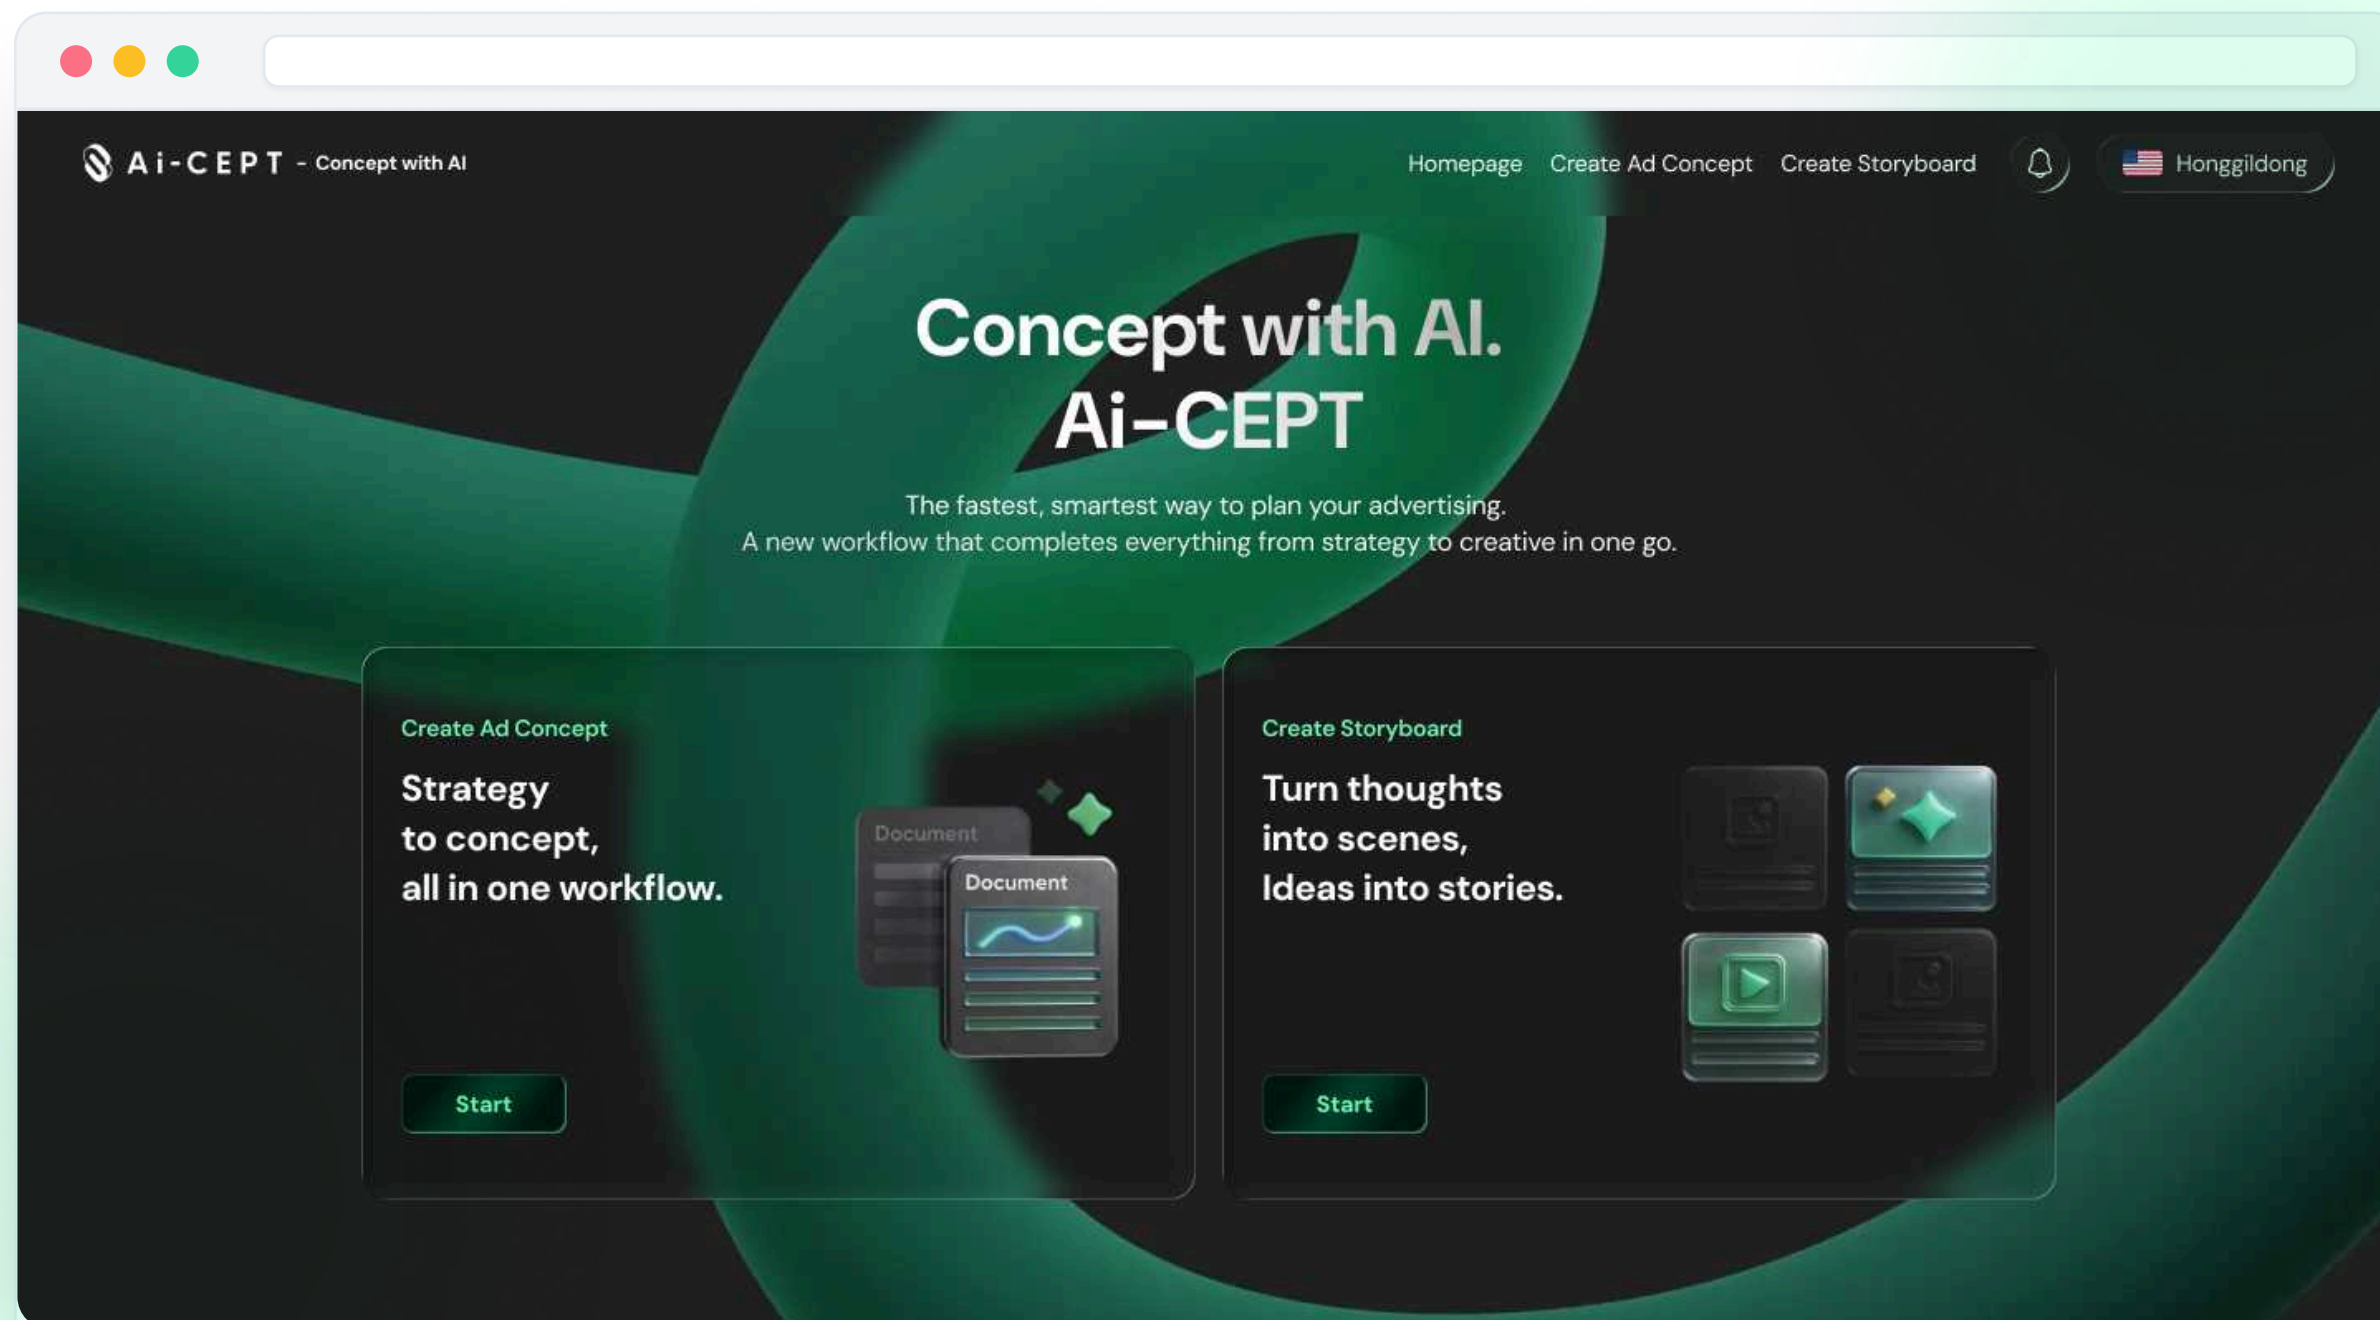 Ai-CEPT - Concept with AI
Homepage Create Ad Concept Create Storyboard Honggildong
Concept with AI.
Ai-CEPT
The fastest, smartest way to plan your advertising.
A new workflow that completes everything from strategy to creative in one go.
Create Ad Concept
Strategy
to concept,
all in one workflow.
Document
Document
Start
Create Storyboard
Turn thoughts
into scenes,
Ideas into stories.
Start